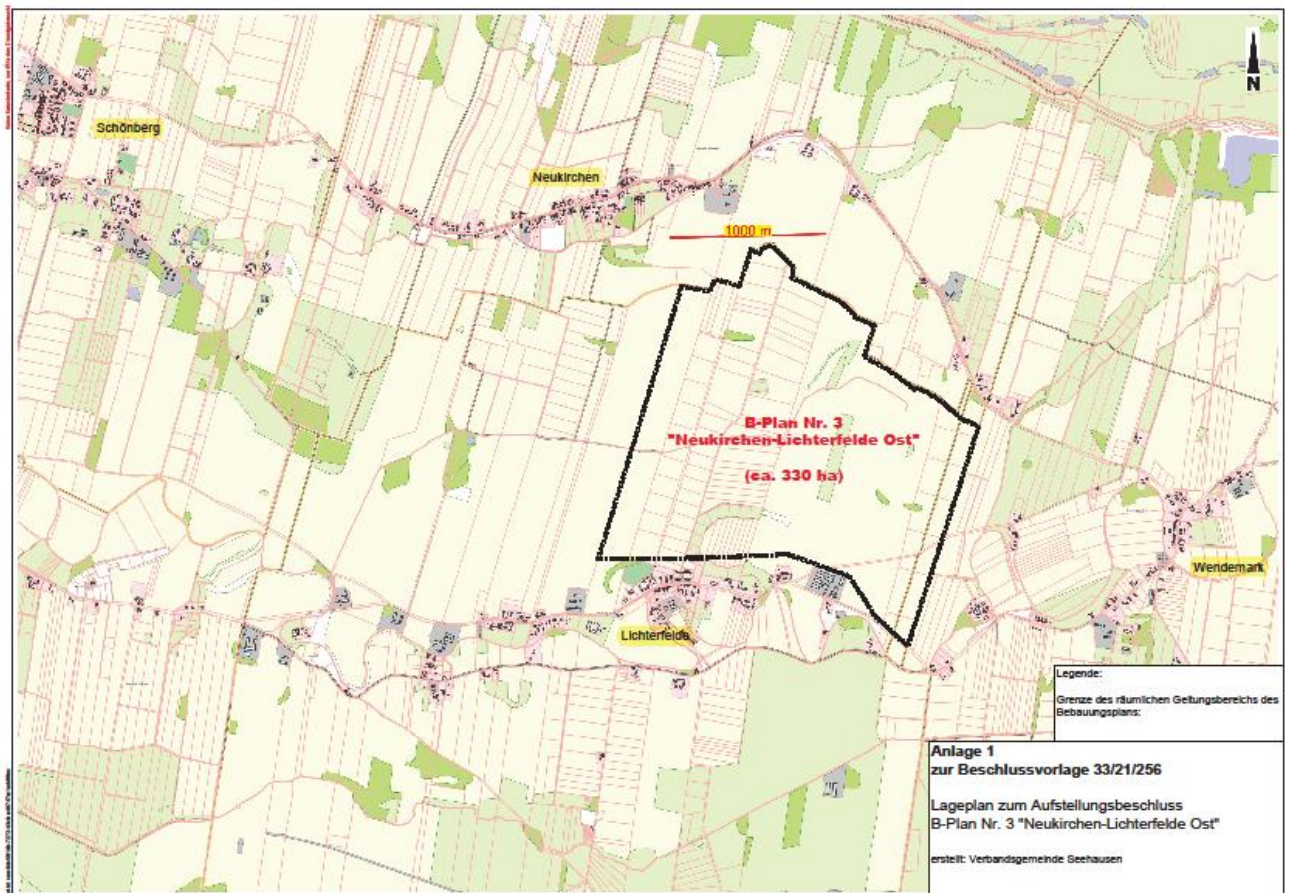 Schönberg
Neukirchen
1000 m
N
B-Plan Nr. 3
"Neukirchen-Lichterfelde Ost"
(ca. 330 ha)
Wendemark
Lichterfelde
Legende:
Grenze des räumlichen Geltungsbereichs des
Bebauungsplans:
Anlage 1
zur Beschlussvorlage 33/21/256
Lageplan zum Aufstellungsbeschluss
B-Plan Nr. 3 "Neukirchen-Lichterfelde Ost"
erstellt: Verbandsgemeinde Seehausen